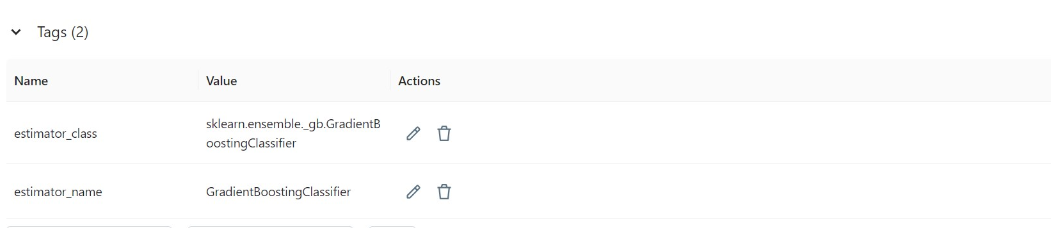 Tags (2)
Name Value Actions
estimator_class sklearn.ensemble._gb.GradientB
oostingClassifier
estimator_name GradientBoostingClassifier